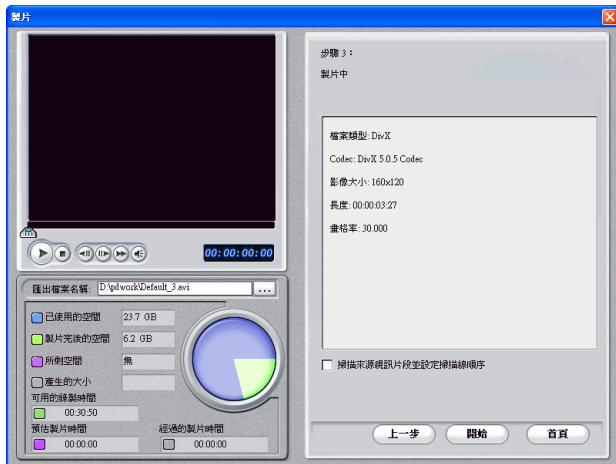 製片
00:00:00:00
匯出檔案名稱: D:\pdwork\Default_3.avi ...
已使用的空間 23.7 GB
製片完後的空間 6.2 GB
所剩空間 無
產生的大小
可用的錄製時間
00:30:50
預估製片時間 經過的製片時間
00:00:00 00:00:00
步驟 3：
製片中
檔案類型: DivX
Codec: DivX 5.0.5 Codec
影像大小: 160x120
長度: 00:00:03:27
畫格率: 30.000
掃描來源視訊片段並設定掃描線順序
上一步 開始 首頁